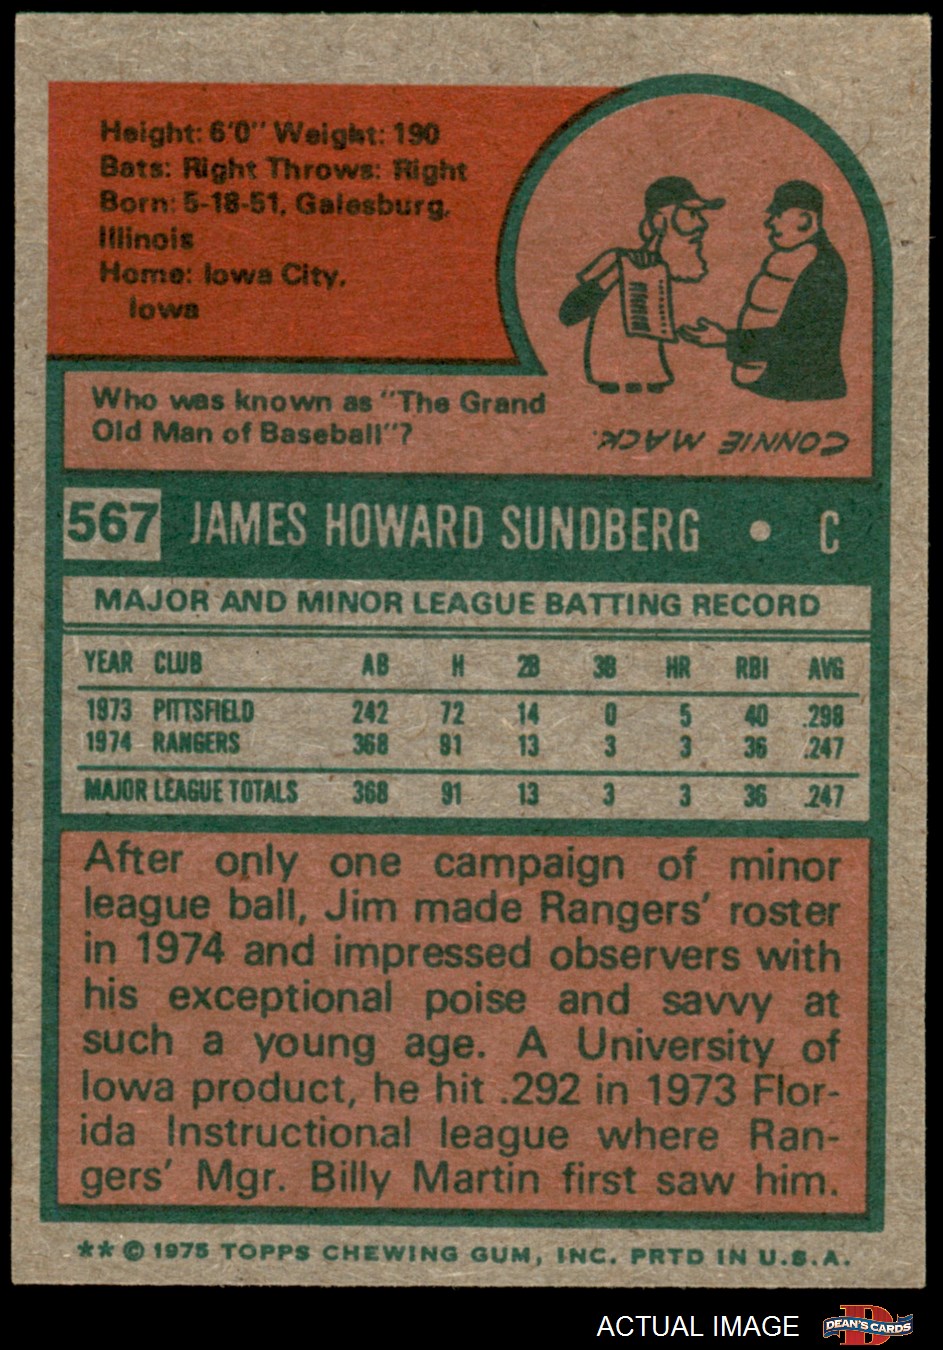 Height: 6'0" Weight: 190
Bats: Right Throws: Right
Born: 5-18-51, Galesburg,
Illinois
Home: Iowa City,
Iowa
Who was known as "The Grand
Old Man of Baseball"?
CONNIE MACK.
567 JAMES HOWARD SUNDBERG • C
MAJOR AND MINOR LEAGUE BATTING RECORD
YEAR CLUB AB H 2B 3B HR RBI AVG
1973 PITTSFIELD 242 72 14 0 5 40 .298
1974 RANGERS 368 91 13 3 3 36 .247
MAJOR LEAGUE TOTALS 368 91 13 3 3 36 .247
After only one campaign of minor
league ball, Jim made Rangers' roster
in 1974 and impressed observers with
his exceptional poise and savvy at
such a young age. A University of
Iowa product, he hit .292 in 1973 Flor-
ida Instructional league where Ran-
gers' Mgr. Billy Martin first saw him.
** © 1975 TOPPS CHEWING GUM, INC. PRTD IN U.S.A.
ACTUAL IMAGE
DEAN'S CARDS